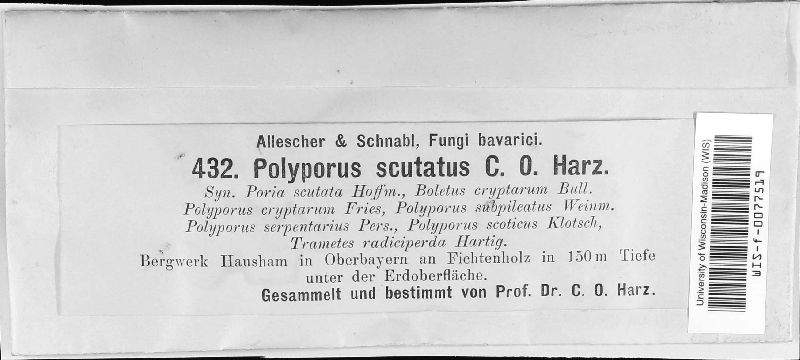 Allescher & Schnabl, Fungi bavarici.
432. Polyporus scutatus C. O. Harz.
Syn. Poria scutata Hoffm., Boletus cryptarum Bull.
Polyporus cryptarum Fries, Polyporus subpileatus Weinm.
Polyporus serpentarius Pers., Polyporus scoticus Klotsch,
Trametes radiciperda Hartig.
Bergwerk Hausham in Oberbayern an Fichtenholz in 150 m Tiefe
unter der Erdoberfläche.
Gesammelt und bestimmt von Prof. Dr. C. O. Harz.
University of Wisconsin-Madison (WIS)
WIS-f-0077519